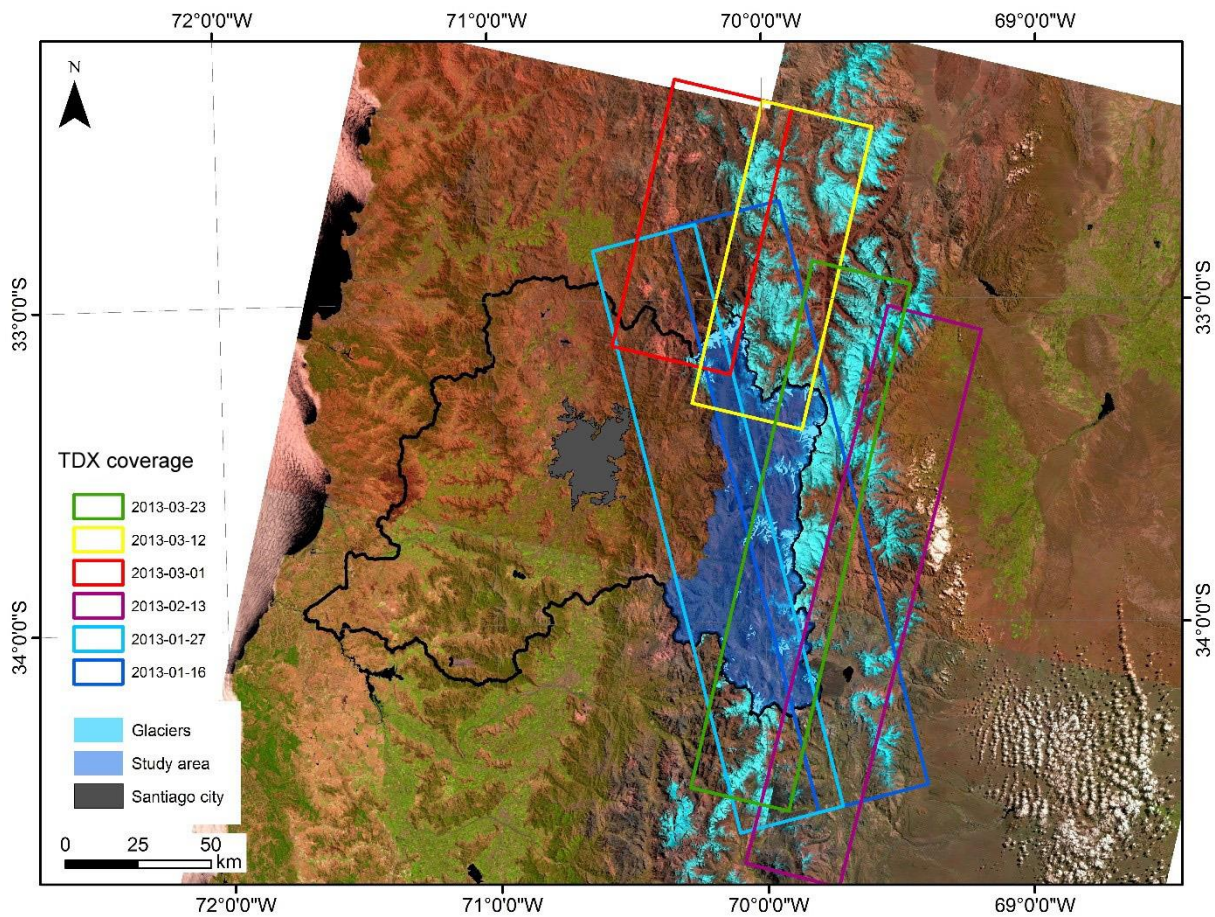 72°0'0"W 71°0'0"W 70°0'0"W 69°0'0"W
N
33°0'0"S 33°0'0"S
TDX coverage
2013-03-23
2013-03-12
2013-03-01
2013-02-13
2013-01-27
2013-01-16
34°0'0"S 34°0'0"S
Glaciers
Study area
Santiago city
0 25 50
km
72°0'0"W 71°0'0"W 70°0'0"W 69°0'0"W